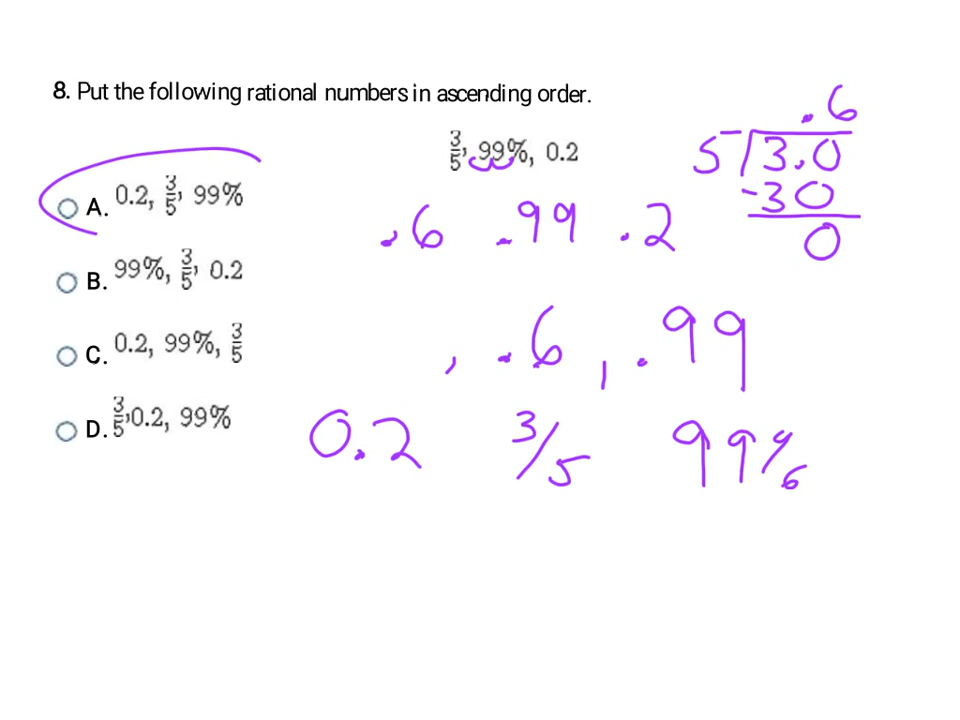 8. Put the following rational numbers in ascending order.
3/5, 99%, 0.2
.6
5 3.0
-30
0
.6 .99 .2
A. 0.2, 3/5, 99%
B. 99%, 3/5, 0.2
C. 0.2, 99%, 3/5
D. 3/5, 0.2, 99%
, .6, .99
0.2 3/5 99%